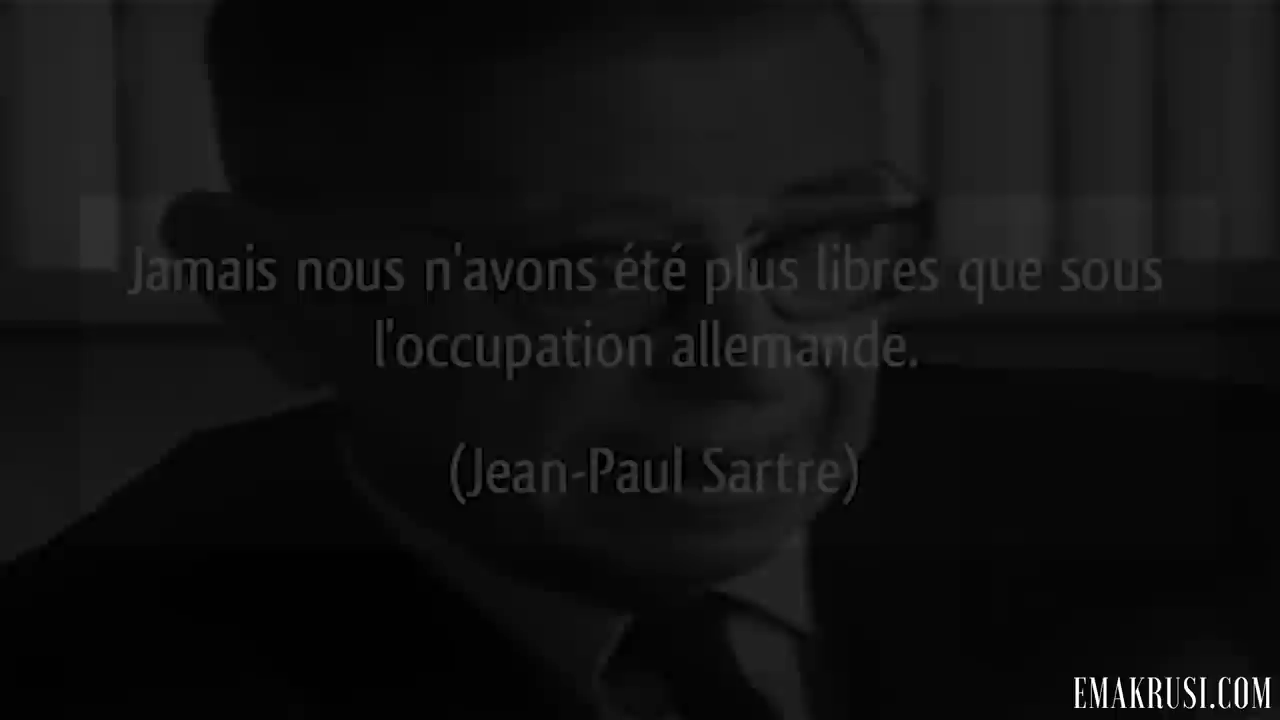 Jamais nous n'avons été plus libres que sous
l'occupation allemande.
(Jean-Paul Sartre)
EMAKRUSI.COM